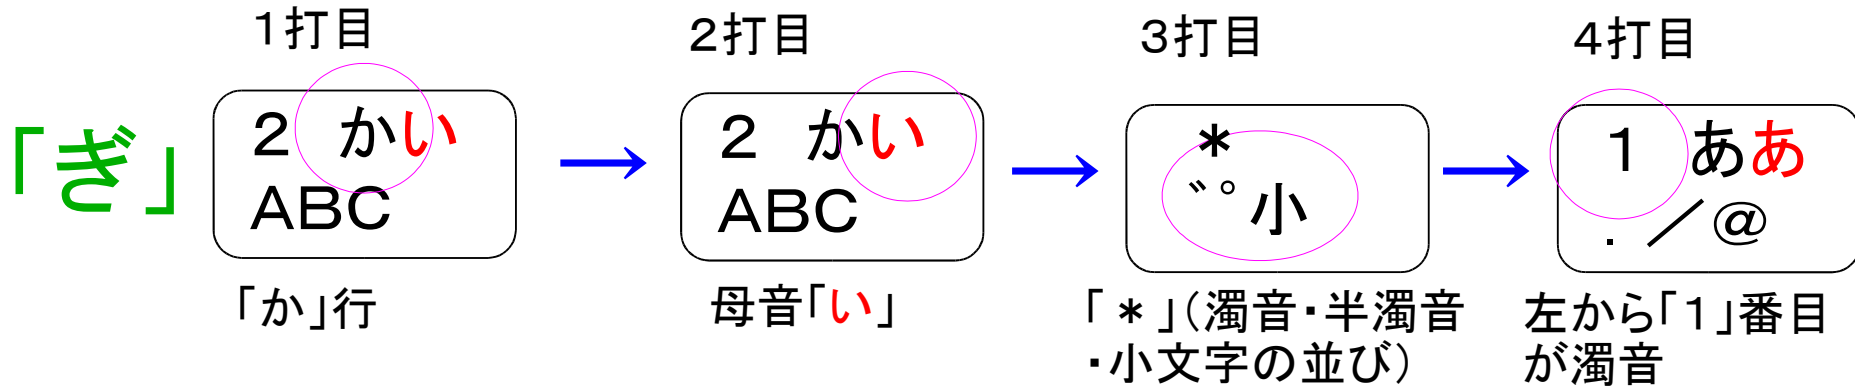 「ぎ」
1打目
2 かい
ABC
「か」行
2打目
2 かい
ABC
母音「い」
3打目
*
゛゜小
「*」(濁音・半濁音
・小文字の並び)
4打目
1 ああ
./@
左から「1」番目
が濁音